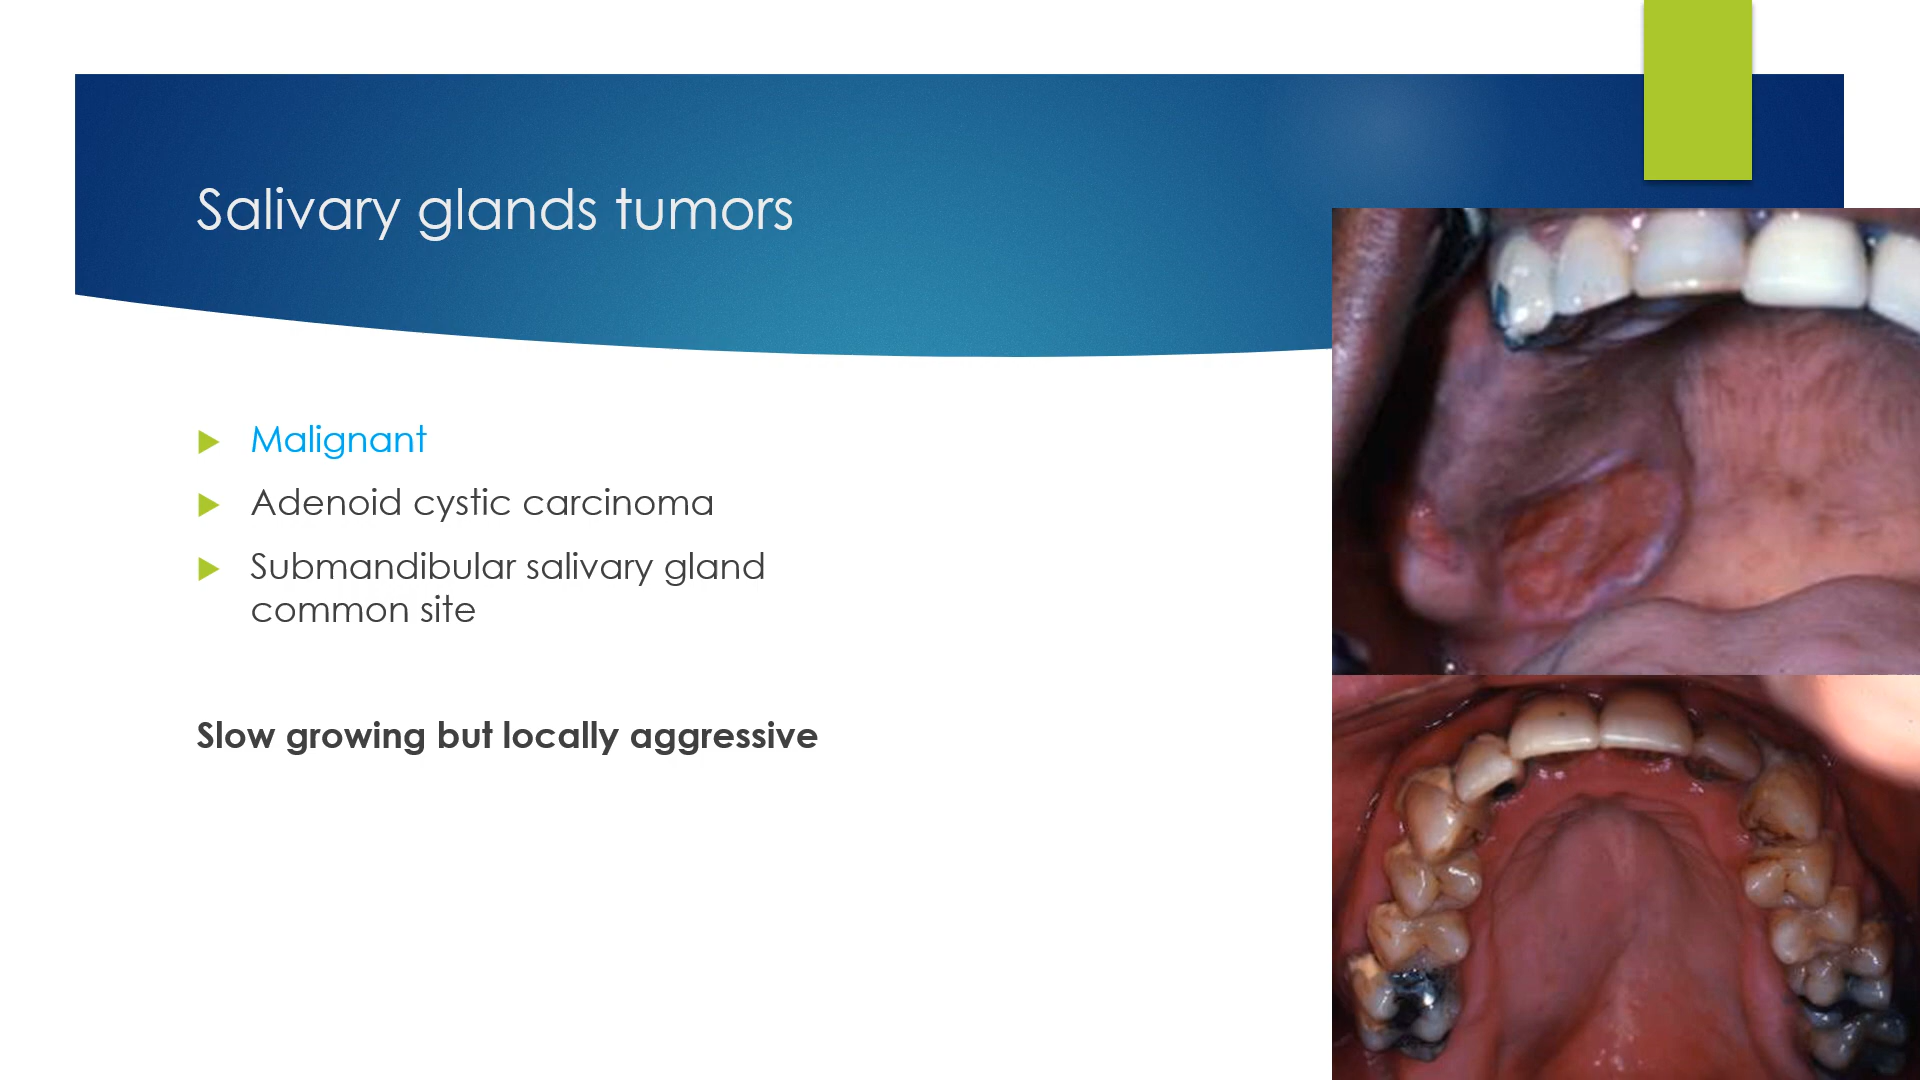 Salivary glands tumors
Malignant
Adenoid cystic carcinoma
Submandibular salivary gland
common site
Slow growing but locally aggressive